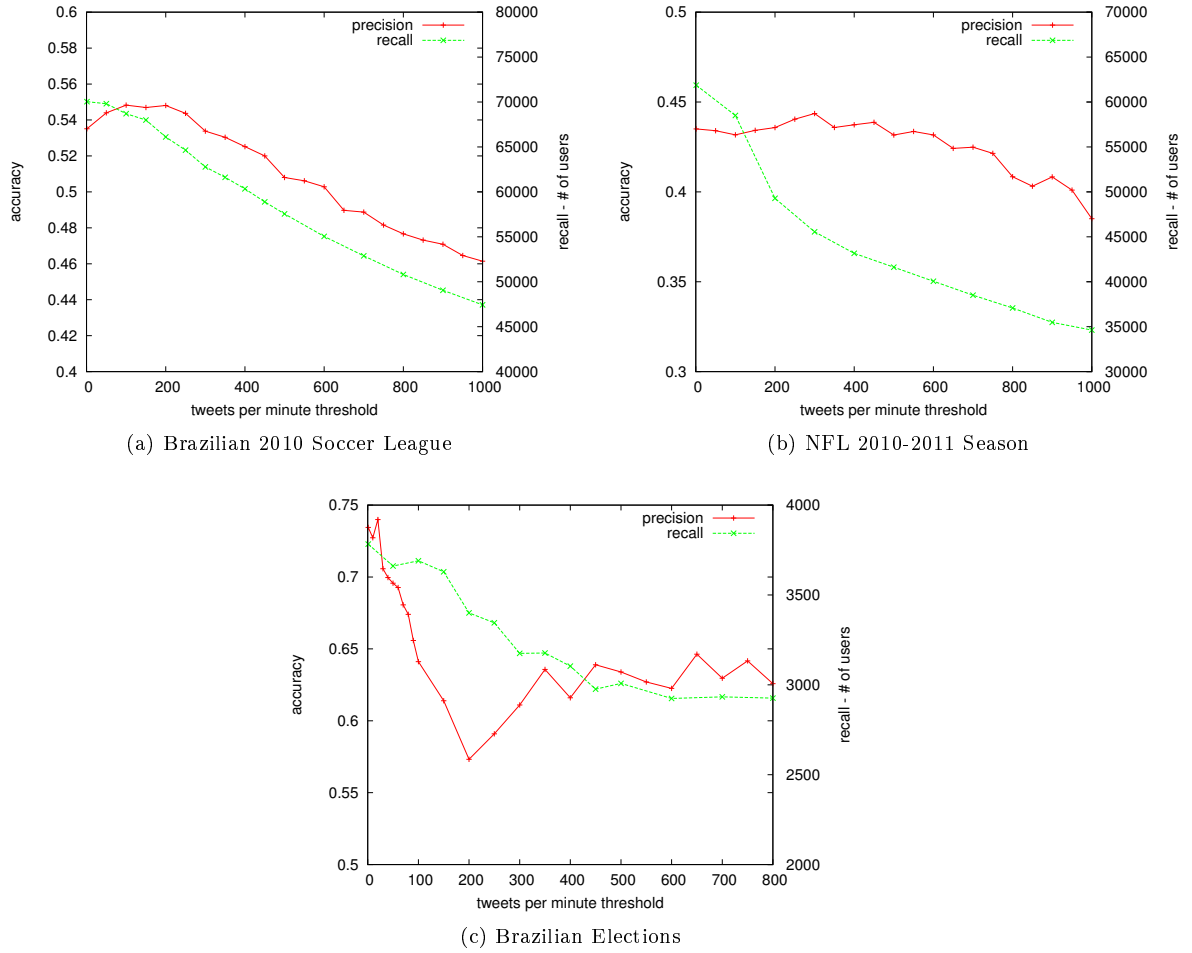 precision
recall
accuracy
0.6
0.58
0.56
0.54
0.52
0.5
0.48
0.46
0.44
0.42
0.4
80000
75000
70000
65000
60000
55000
50000
45000
40000
recall - # of users
0 200 400 600 800 1000
tweets per minute threshold
(a) Brazilian 2010 Soccer League
precision
recall
accuracy
0.5
0.45
0.4
0.35
0.3
70000
65000
60000
55000
50000
45000
40000
35000
30000
recall - # of users
0 200 400 600 800 1000
tweets per minute threshold
(b) NFL 2010-2011 Season
precision
recall
accuracy
0.75
0.7
0.65
0.6
0.55
0.5
4000
3500
3000
2500
2000
recall - # of users
0 100 200 300 400 500 600 700 800
tweets per minute threshold
(c) Brazilian Elections